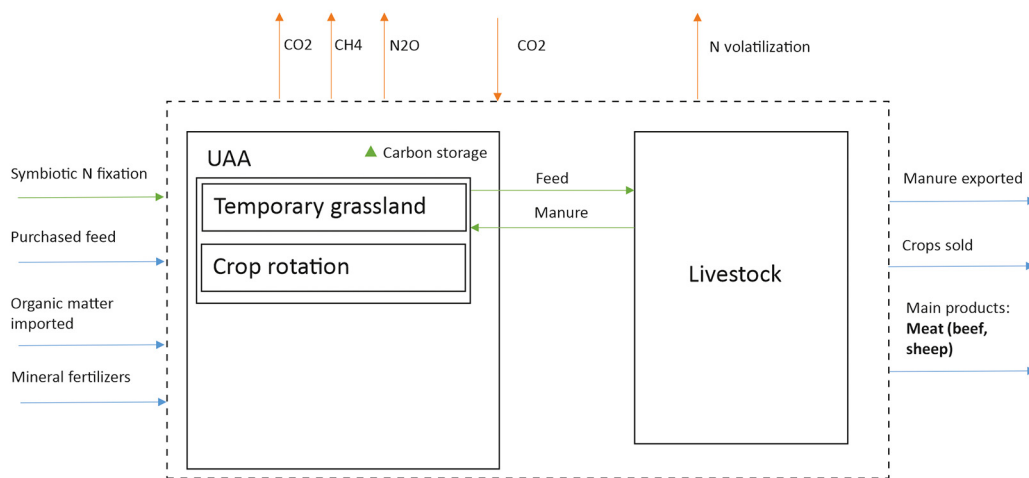 CO2
CH4
N2O
CO2
N volatilization
UAA
Carbon storage
Symbiotic N fixation
Temporary grassland
Feed
Manure
Manure exported
Purchased feed
Crop rotation
Livestock
Crops sold
Organic matter
imported
Main products:
Meat (beef,
sheep)
Mineral fertilizers